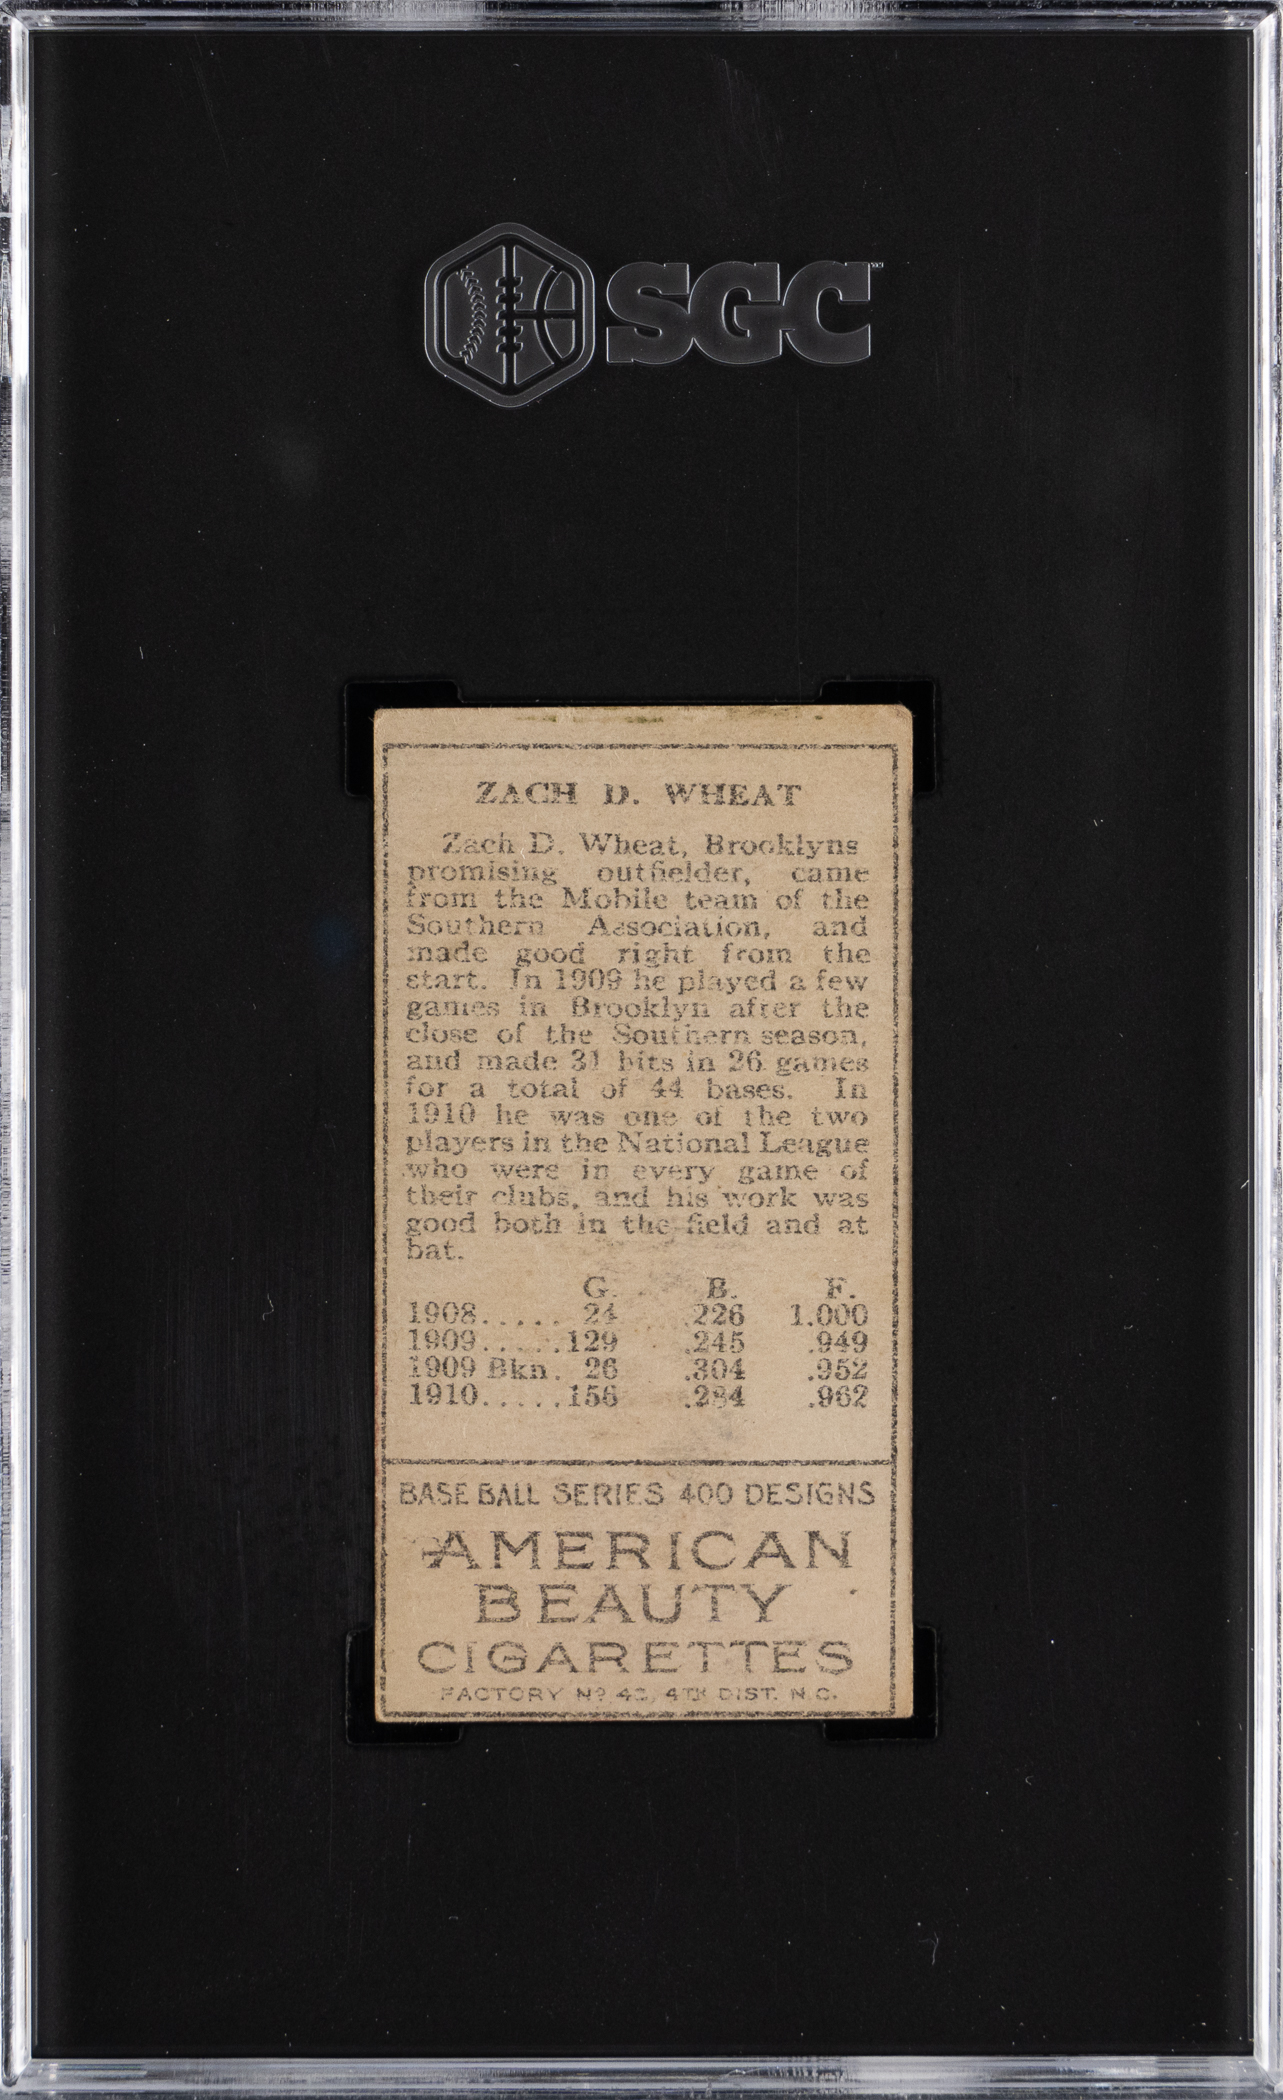 SGC™
ZACH D. WHEAT
Zach D. Wheat, Brooklyns
promising outfielder, came
from the Mobile team of the
Southern Association, and
made good right from the
start. In 1909 he played a few
games in Brooklyn after the
close of the Southern season,
and made 31 hits in 26 games
for a total of 44 bases. In
1910 he was one of the two
players in the National League
who were in every game of
their clubs, and his work was
good both in the field and at
bat.
G. B. F.
1908..... 24 .226 1.000
1909.....129 .245 .949
1909 Bkn. 26 .304 .952
1910.....156 .284 .962
BASE BALL SERIES 400 DESIGNS
AMERICAN
BEAUTY
CIGARETTES
FACTORY Nº 42, 4TH DIST. N.C.